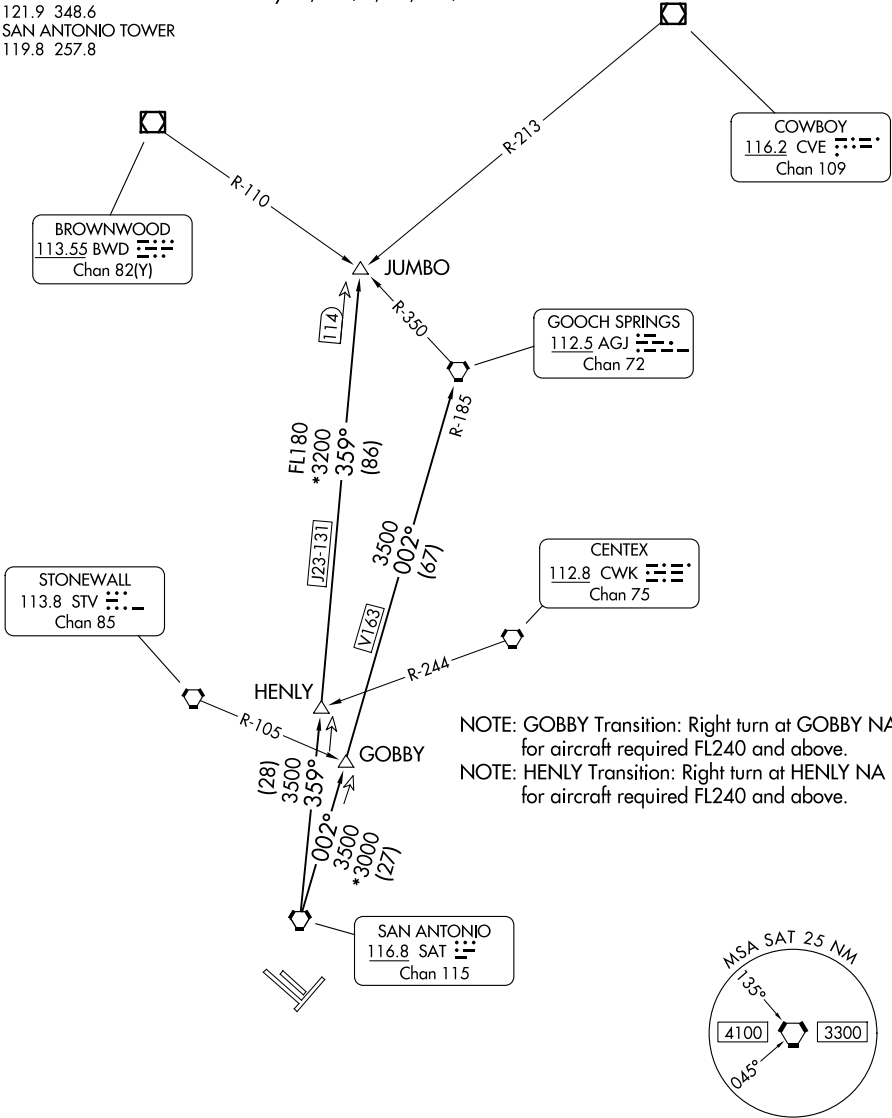 121.9 348.6
SAN ANTONIO TOWER
119.8 257.8
COWBOY
116.2 CVE
Chan 109
R-213
R-110
BROWNWOOD
113.55 BWD
Chan 82(Y)
JUMBO
114
R-350
GOOCH SPRINGS
112.5 AGJ
Chan 72
R-185
FL180
*3200
359°
(86)
3500
002°
(67)
J23-131
CENTEX
112.8 CWK
Chan 75
STONEWALL
113.8 STV
Chan 85
V163
R-244
HENLY
R-105
GOBBY
NOTE: GOBBY Transition: Right turn at GOBBY NA
for aircraft required FL240 and above.
NOTE: HENLY Transition: Right turn at HENLY NA
for aircraft required FL240 and above.
(28)
3500
359°
002°
3500
*3000
(27)
SAN ANTONIO
116.8 SAT
Chan 115
MSA SAT 25 NM
135°
4100
3300
045°